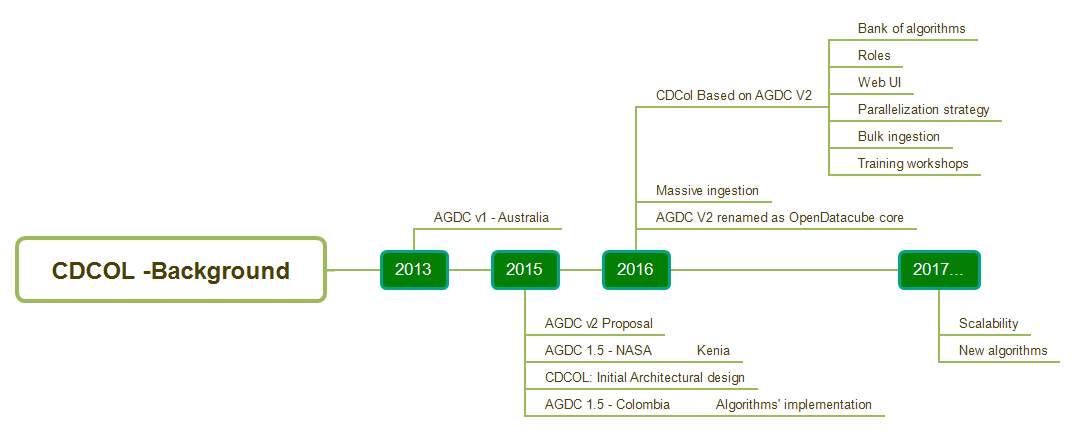 Bank of algorithms
Roles
Web UI
CDCol Based on AGDC V2
Parallelization strategy
Bulk ingestion
Training workshops
Massive ingestion
AGDC v1 - Australia
AGDC V2 renamed as OpenDatacube core
CDCOL -Background
2013
2015
2016
2017...
AGDC v2 Proposal
AGDC 1.5 - NASA Kenia
CDCOL: Initial Architectural design
AGDC 1.5 - Colombia Algorithms' implementation
Scalability
New algorithms